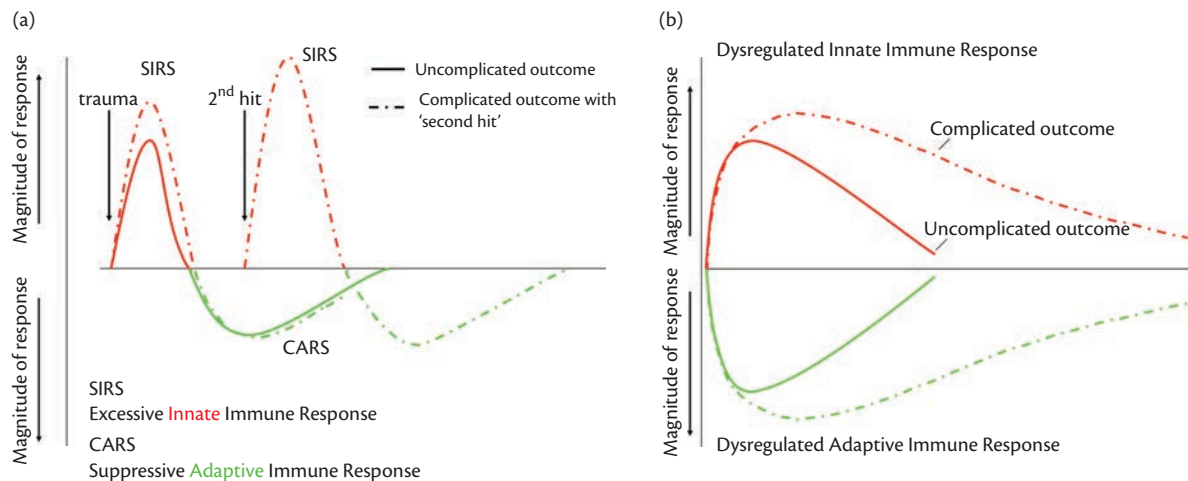 (a)
SIRS
SIRS
trauma
2nd hit
Uncomplicated outcome
Complicated outcome with
‘second hit’
Magnitude of response
Magnitude of response
CARS
SIRS
Excessive Innate Immune Response
CARS
Suppressive Adaptive Immune Response
(b)
Dysregulated Innate Immune Response
Complicated outcome
Uncomplicated outcome
Magnitude of response
Magnitude of response
Dysregulated Adaptive Immune Response